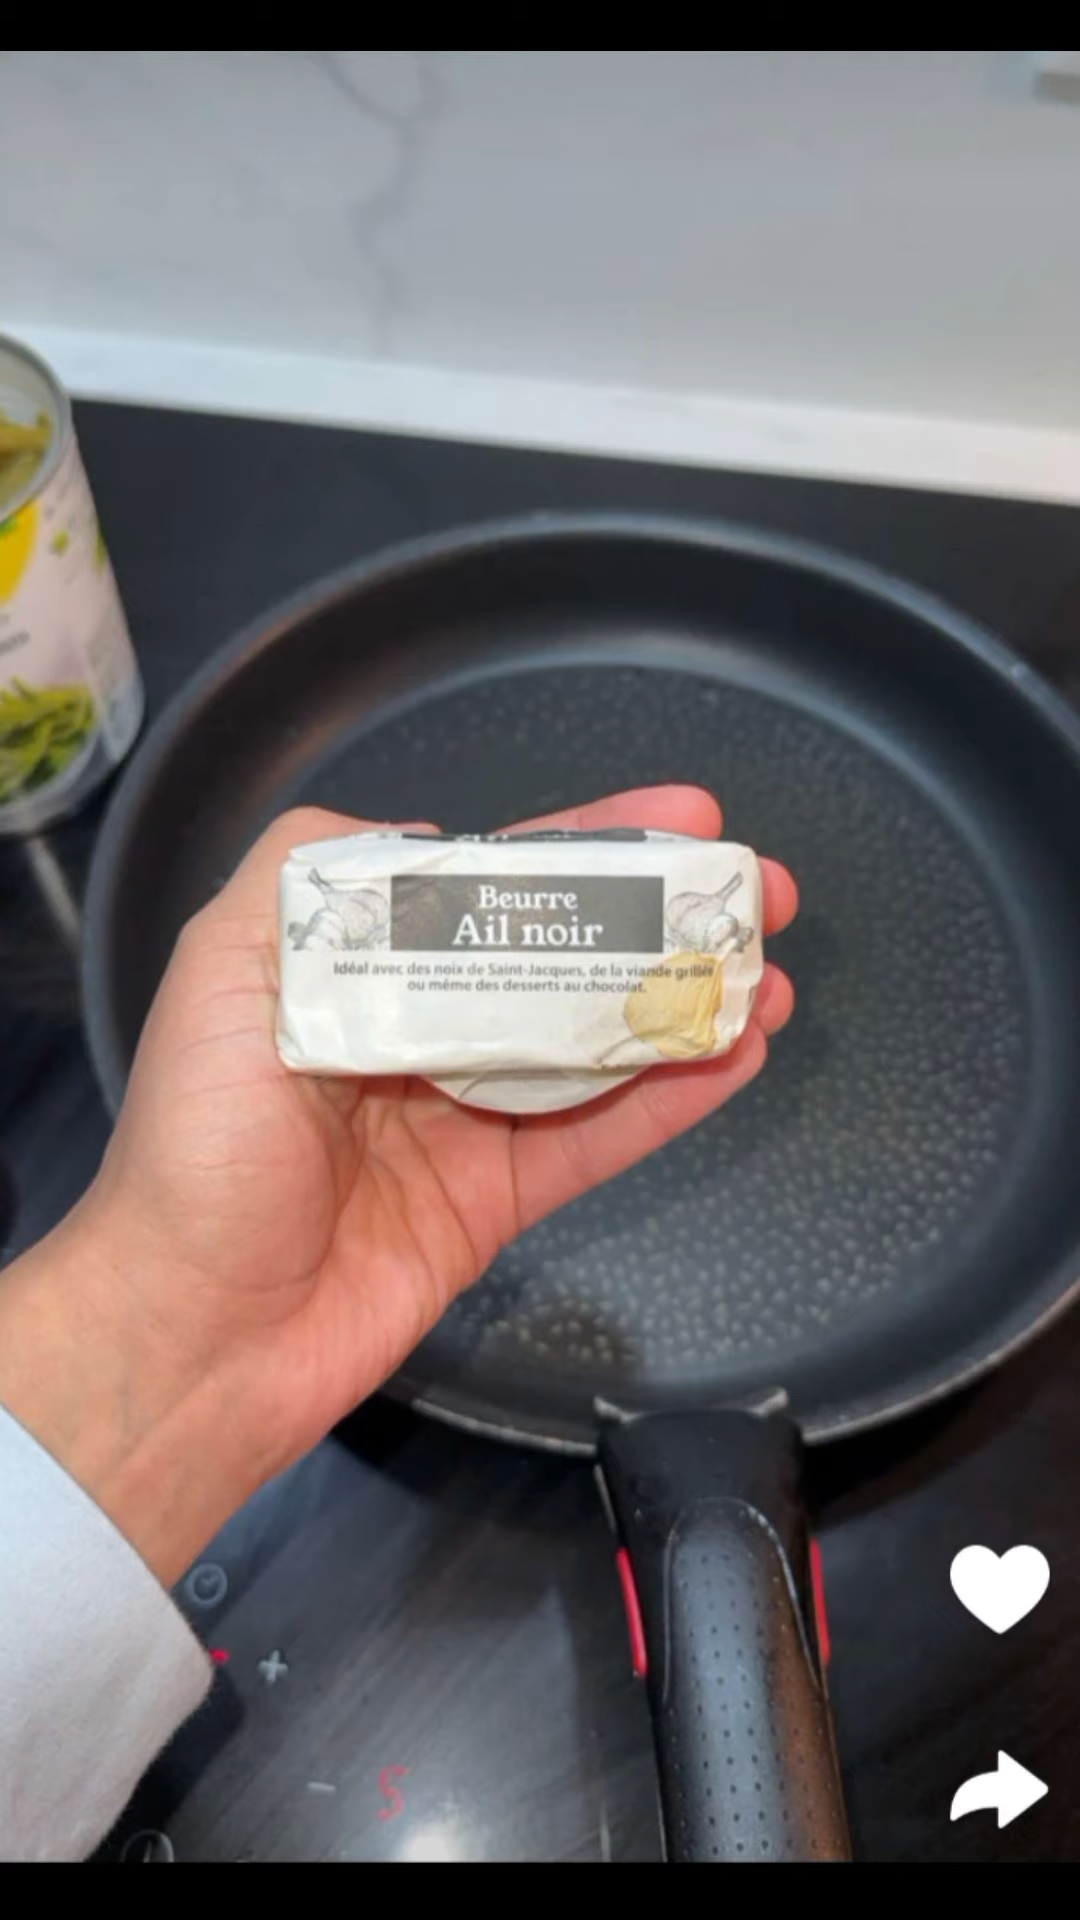 Beurre
Ail noir
Idéal avec des noix de Saint-Jacques, de la viande grillée
ou même des desserts au chocolat.
5